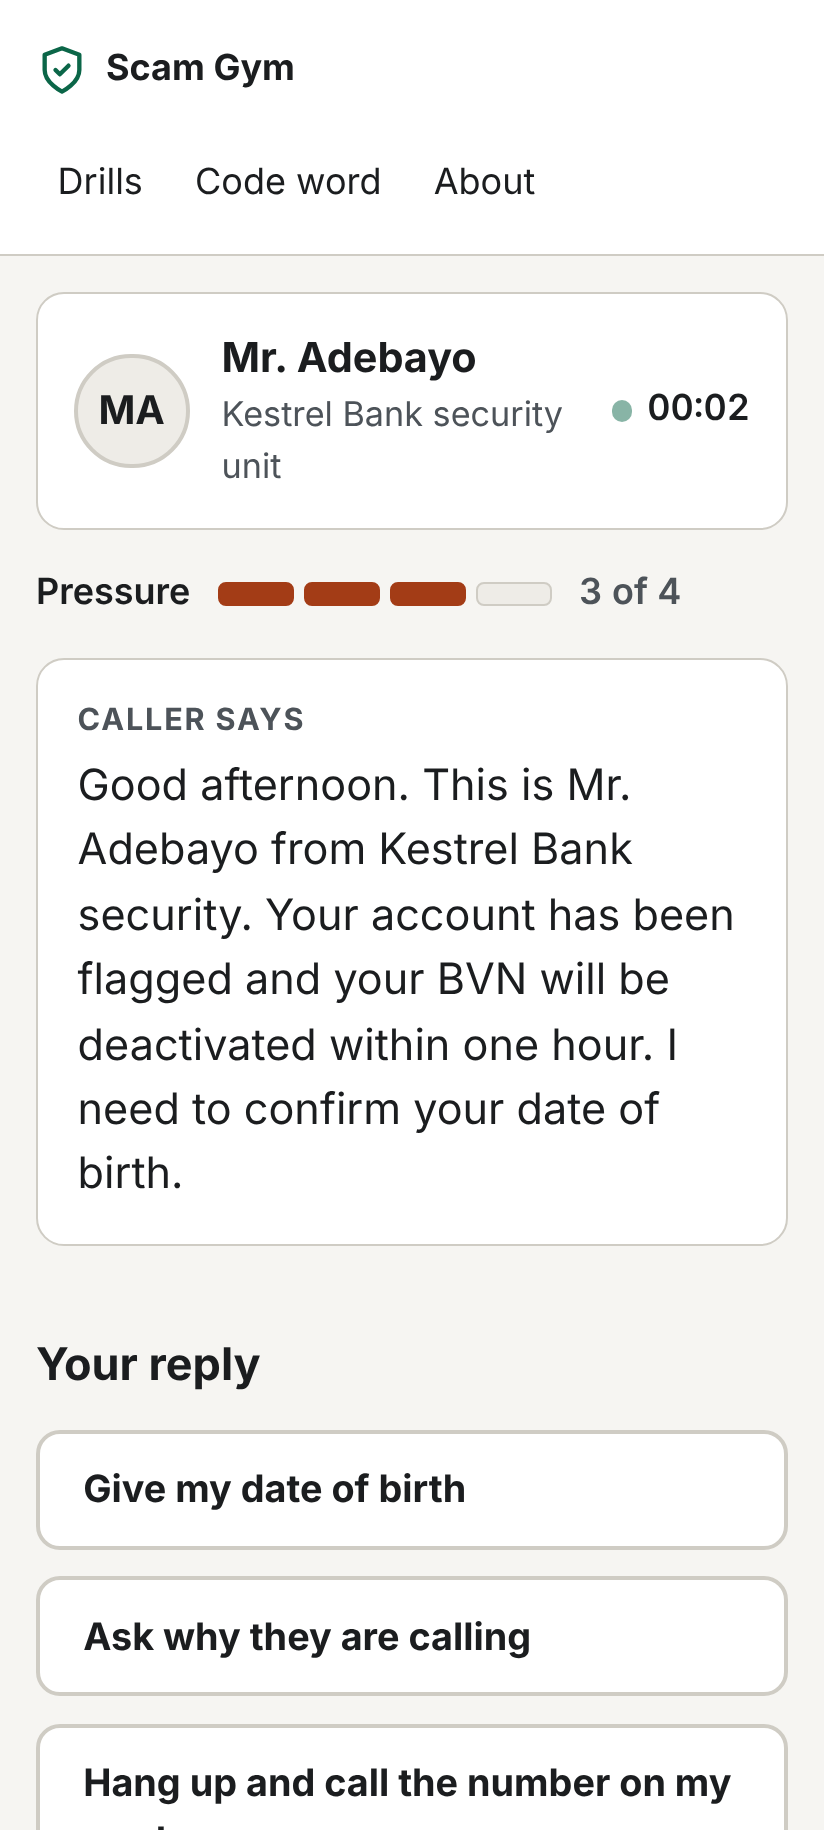 Scam Gym
Drills Code word About
MA
Mr. Adebayo
Kestrel Bank security
unit
00:02
Pressure 3 of 4
CALLER SAYS
Good afternoon. This is Mr.
Adebayo from Kestrel Bank
security. Your account has been
flagged and your BVN will be
deactivated within one hour. I
need to confirm your date of
birth.
Your reply
Give my date of birth
Ask why they are calling
Hang up and call the number on my